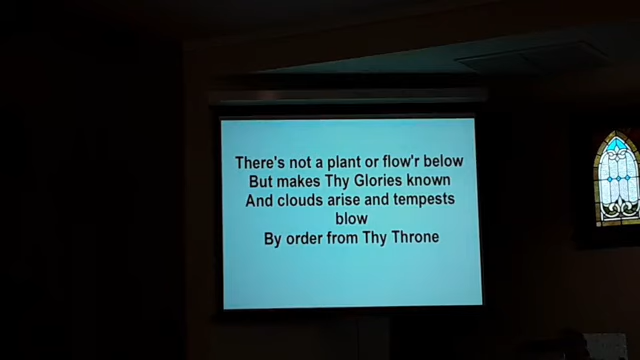 There's not a plant or flow'r below
But makes Thy Glories known
And clouds arise and tempests
blow
By order from Thy Throne